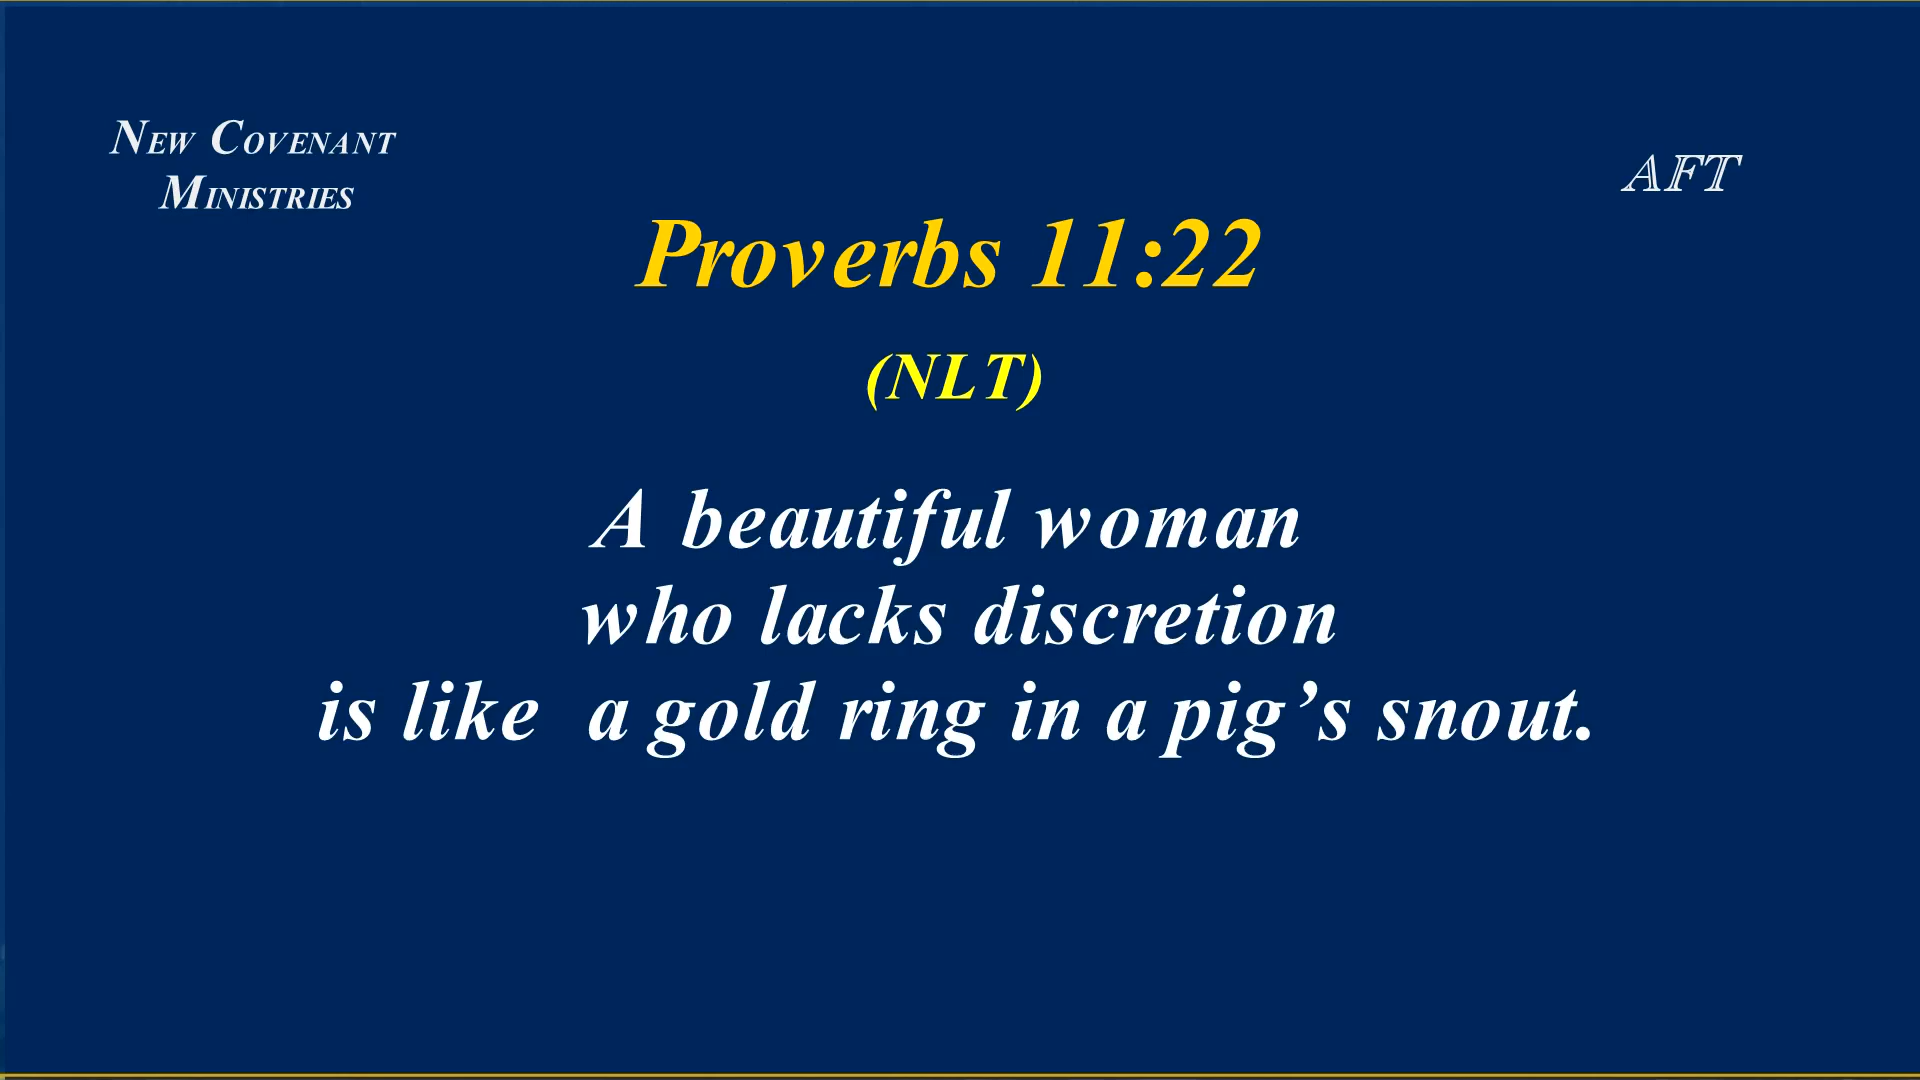 New Covenant
Ministries
AFT
Proverbs 11:22
(NLT)
A beautiful woman
who lacks discretion
is like a gold ring in a pig’s snout.